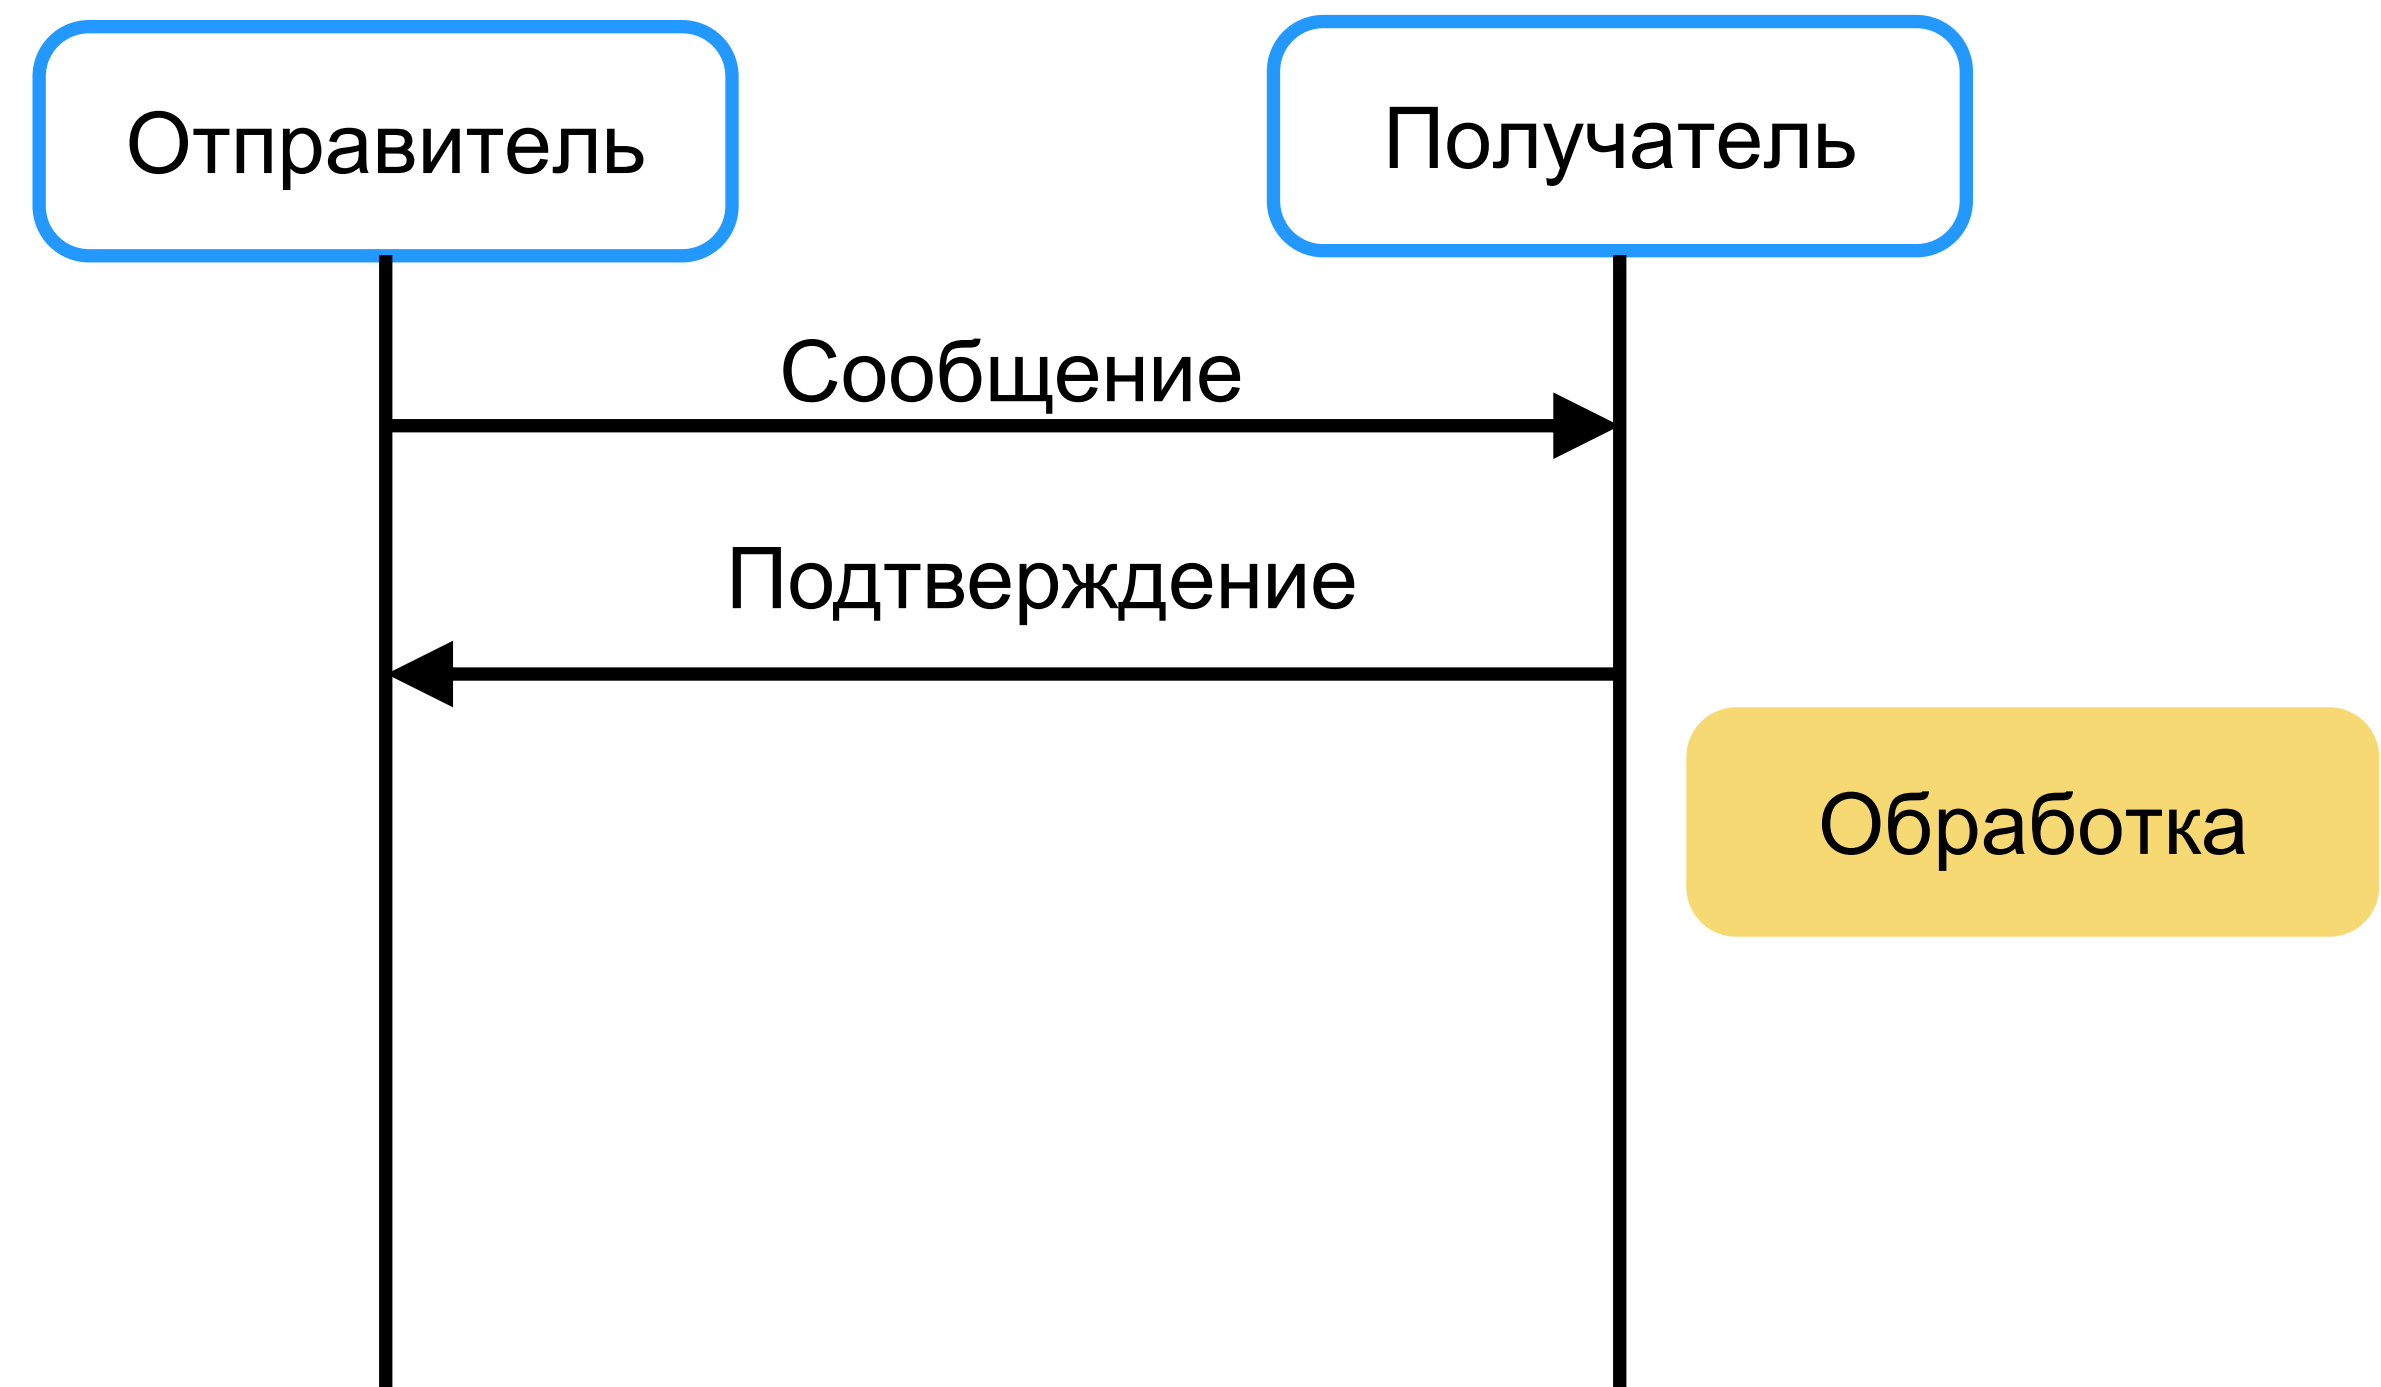 Отправитель
Получатель
Сообщение
Подтверждение
Обработка